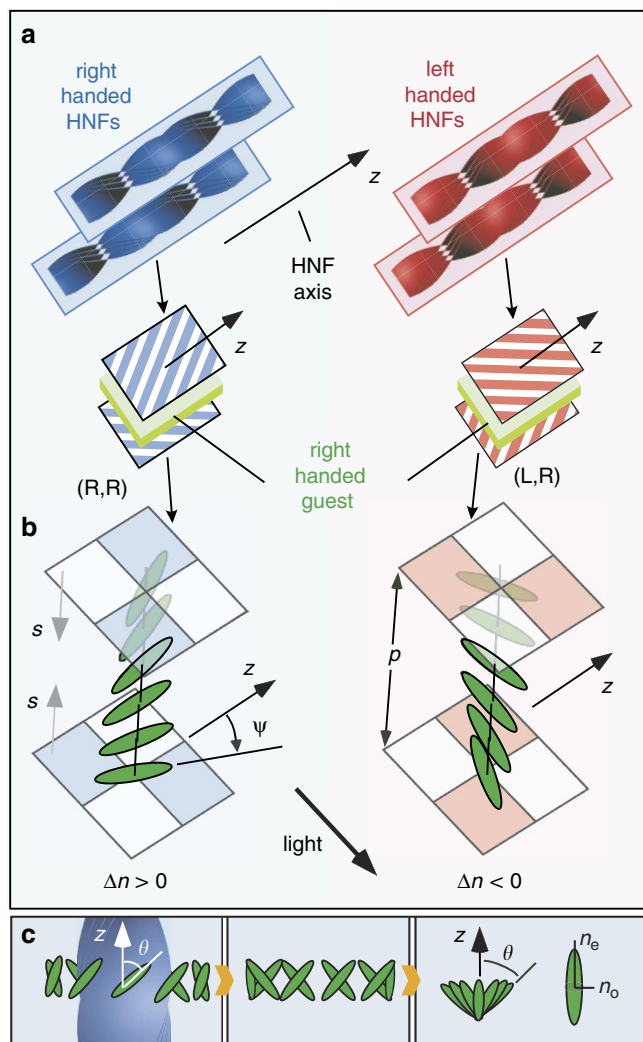 a
right
handed
HNFs
left
handed
HNFs
z
HNF
axis
z
z
(R,R)
right
handed
guest
(L,R)
b
s
s
z
ψ
p
z
light
Δn > 0
Δn < 0
c
z
θ
z
θ
nₑ
nₒ